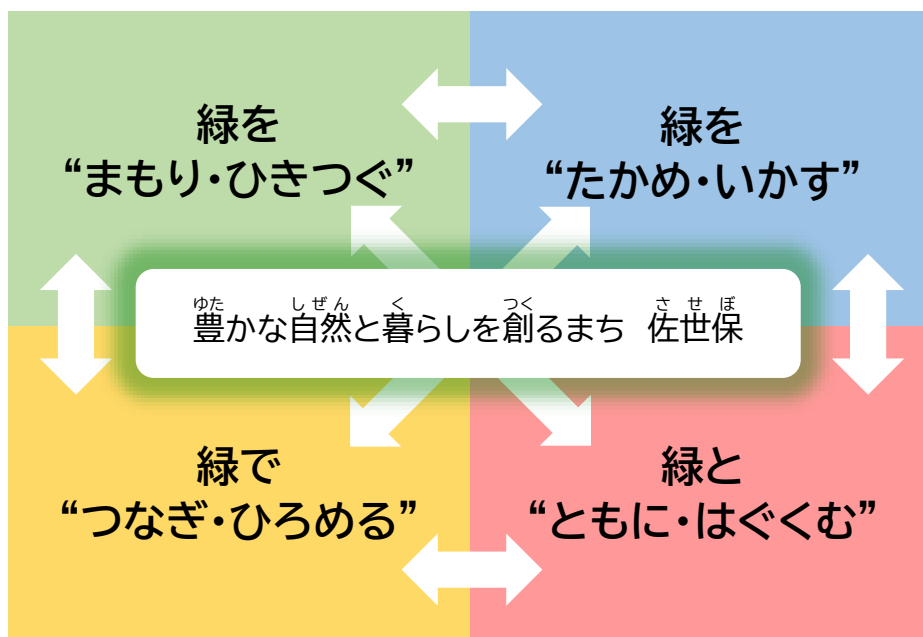 緑を
“まもり・ひきつぐ”
緑を
“たかめ・いかす”
豊かな自然と暮らしを創るまち 佐世保
ゆた しぜん く つく させぼ
緑で
“つなぎ・ひろめる”
緑と
“ともに・はぐくむ”